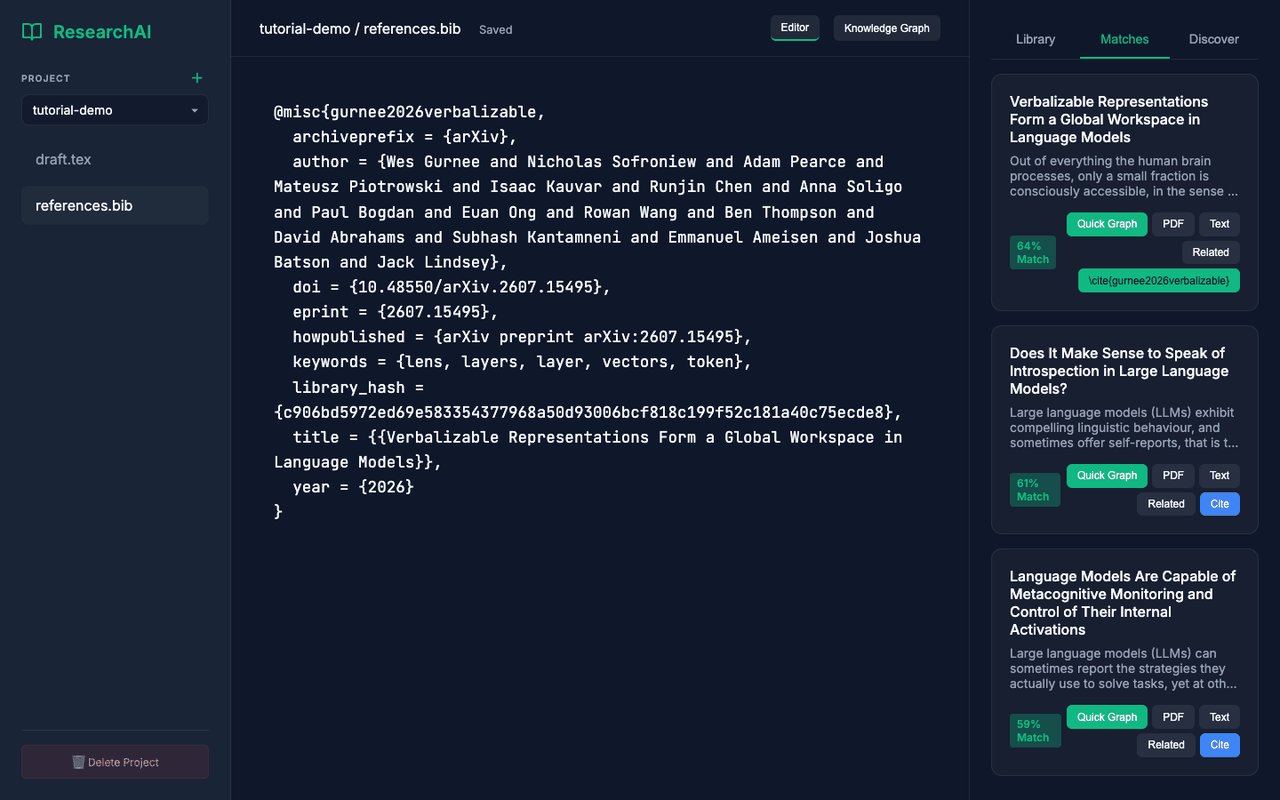 ResearchAI
PROJECT
+
tutorial-demo
draft.tex
references.bib
Delete Project
tutorial-demo / references.bib
Saved
Editor
Knowledge Graph
@misc{gurnee2026verbalizable,
  archiveprefix = {arXiv},
  author = {Wes Gurnee and Nicholas Sofroniew and Adam Pearce and
Mateusz Piotrowski and Isaac Kauvar and Runjin Chen and Anna Soligo
and Paul Bogdan and Euan Ong and Rowan Wang and Ben Thompson and
David Abrahams and Subhash Kantamneni and Emmanuel Ameisen and Joshua
Batson and Jack Lindsey},
  doi = {10.48550/arXiv.2607.15495},
  eprint = {2607.15495},
  howpublished = {arXiv preprint arXiv:2607.15495},
  keywords = {lens, layers, layer, vectors, token},
  library_hash =
{c906bd5972ed69e583354377968a50d93006bcf818c199f52c181a40c75ecde8},
  title = {{Verbalizable Representations Form a Global Workspace in
Language Models}},
  year = {2026}
}
Library
Matches
Discover
Verbalizable Representations
Form a Global Workspace in
Language Models
Out of everything the human brain
processes, only a small fraction is
consciously accessible, in the sense ...
64%
Match
Quick Graph
PDF
Text
Related
\cite{gurnee2026verbalizable}
Does It Make Sense to Speak of
Introspection in Large Language
Models?
Large language models (LLMs) exhibit
compelling linguistic behaviour, and
sometimes offer self-reports, that is t...
61%
Match
Quick Graph
PDF
Text
Related
Cite
Language Models Are Capable of
Metacognitive Monitoring and
Control of Their Internal
Activations
Large language models (LLMs) can
sometimes report the strategies they
actually use to solve tasks, yet at oth...
59%
Match
Quick Graph
PDF
Text
Related
Cite